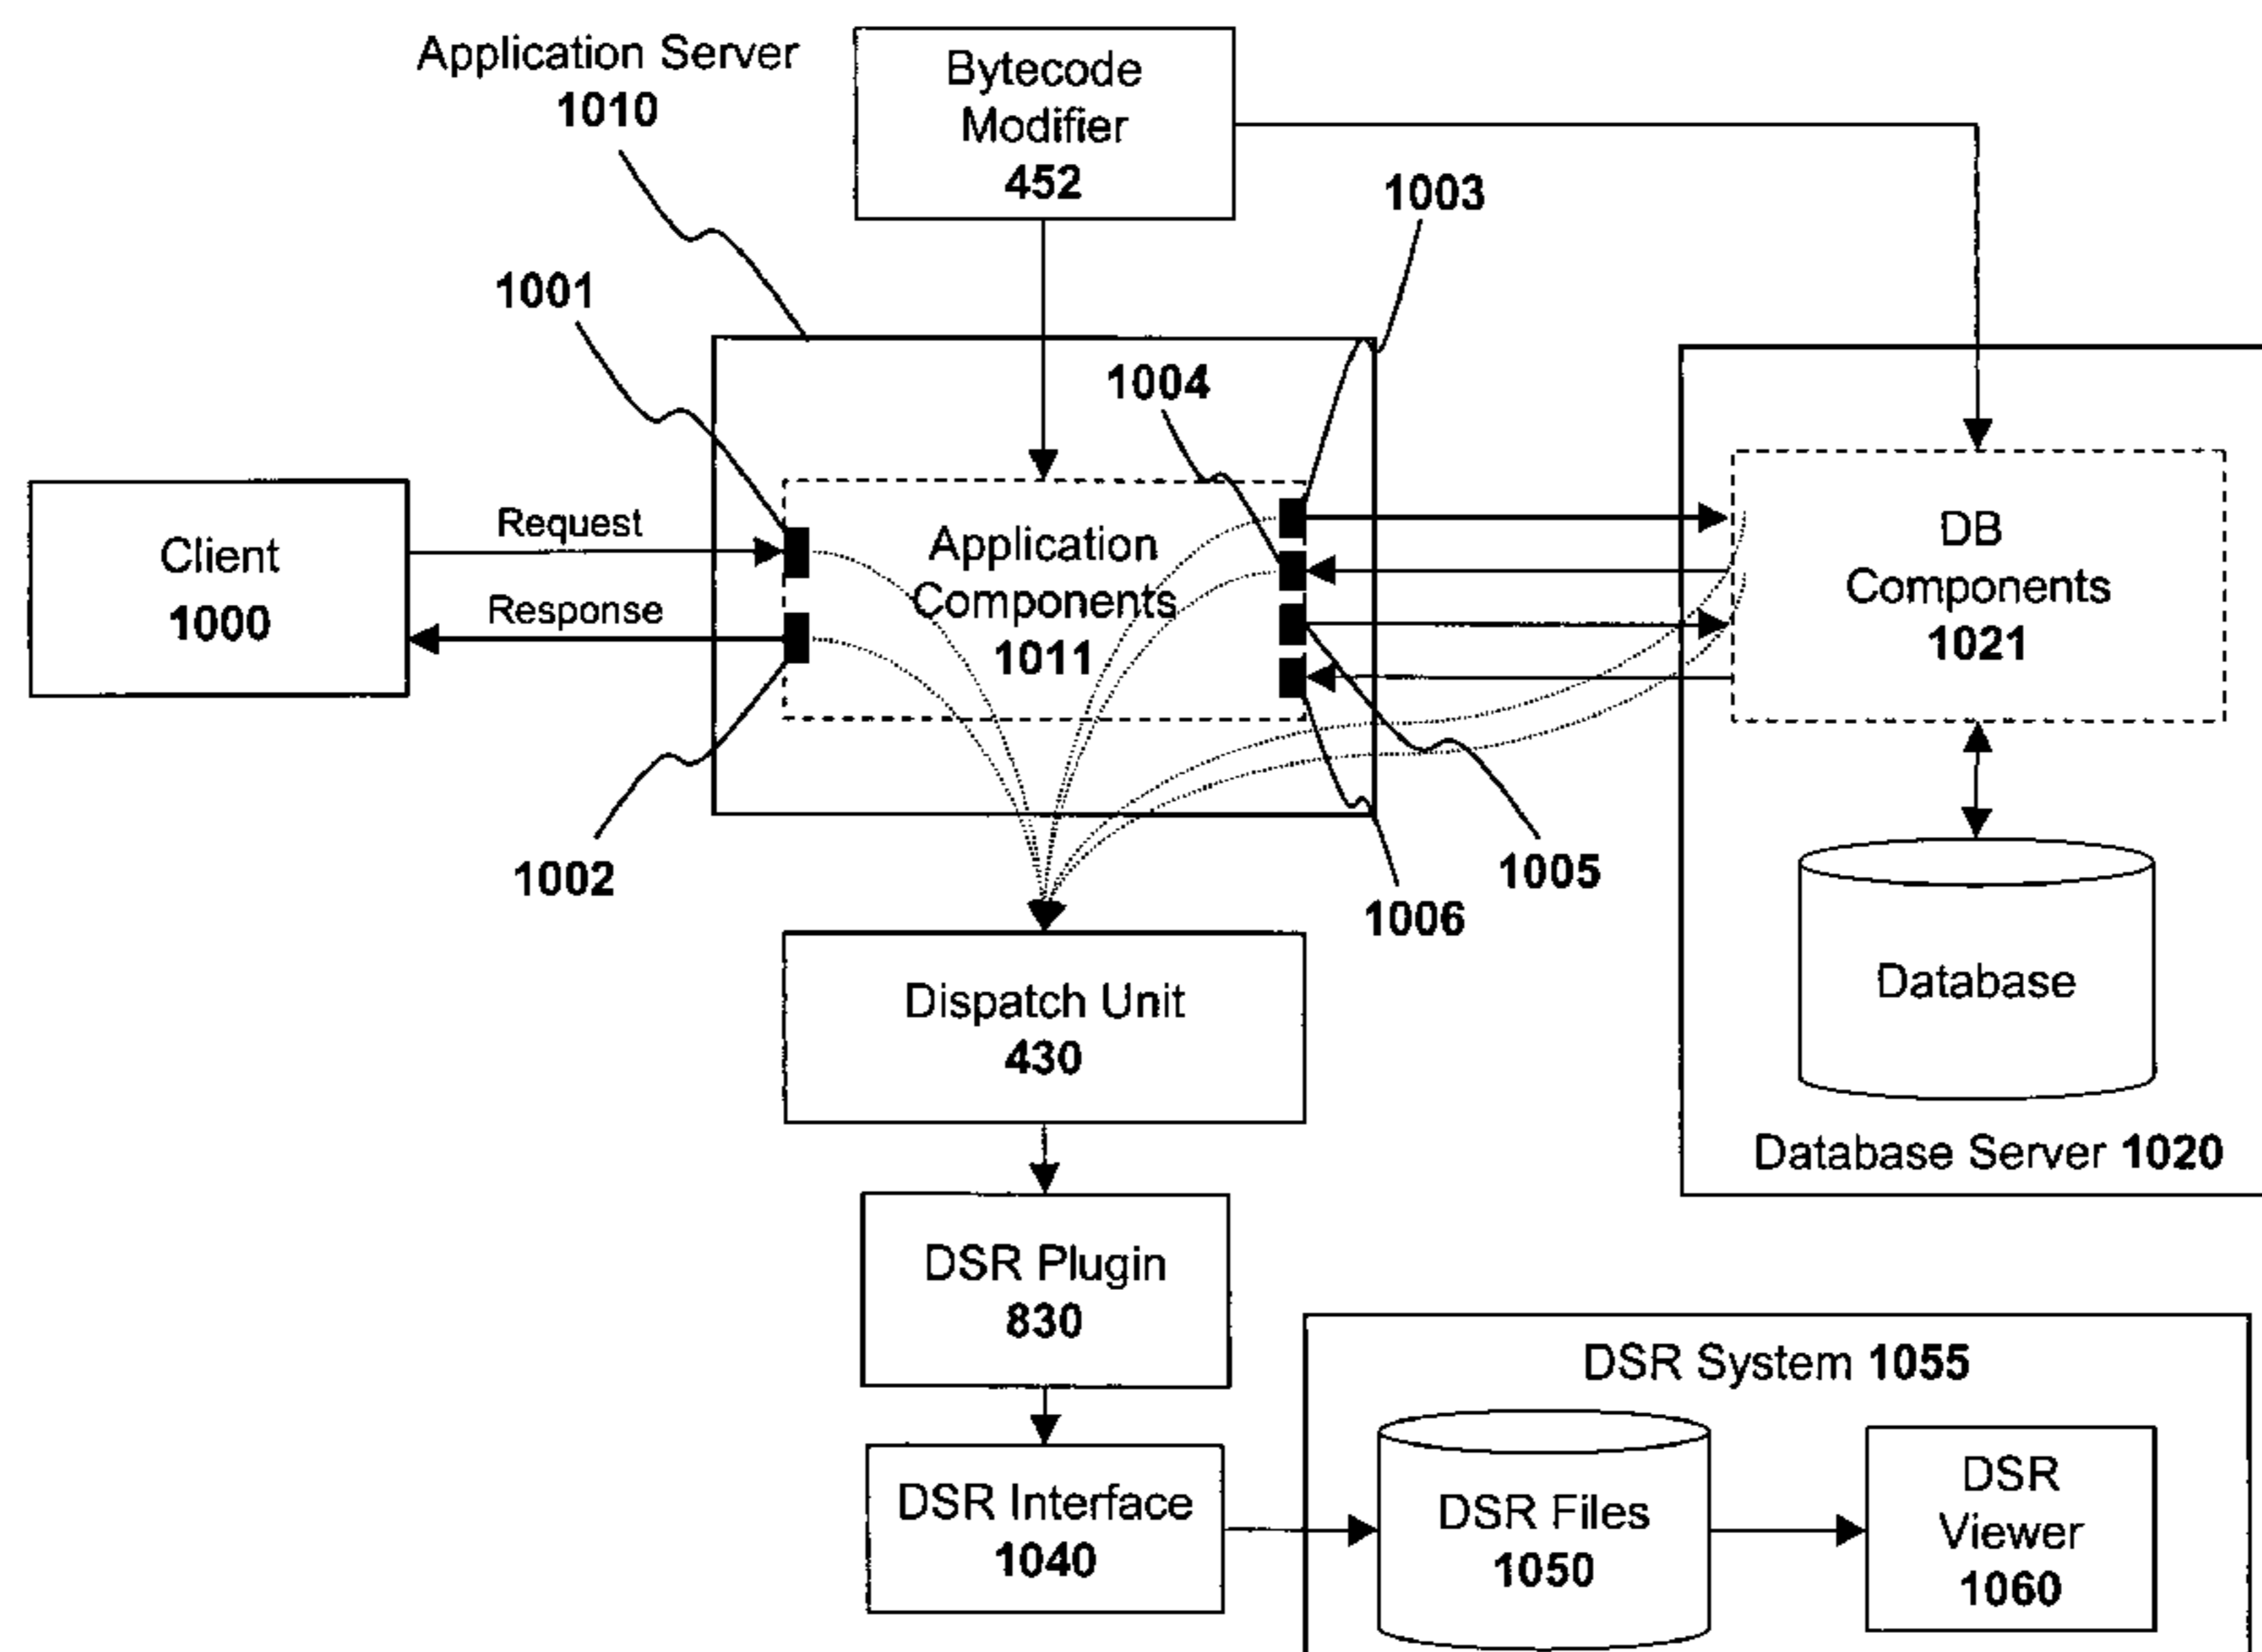 Application Server
1010
Bytecode
Modifier
452
1003
1001
1004
Client
1000
Request
Response
Application
Components
1011
DB
Components
1021
1002
1005
1006
Database
Dispatch Unit
430
Database Server 1020
DSR Plugin
830
DSR System 1055
DSR Interface
1040
DSR Files
1050
DSR
Viewer
1060